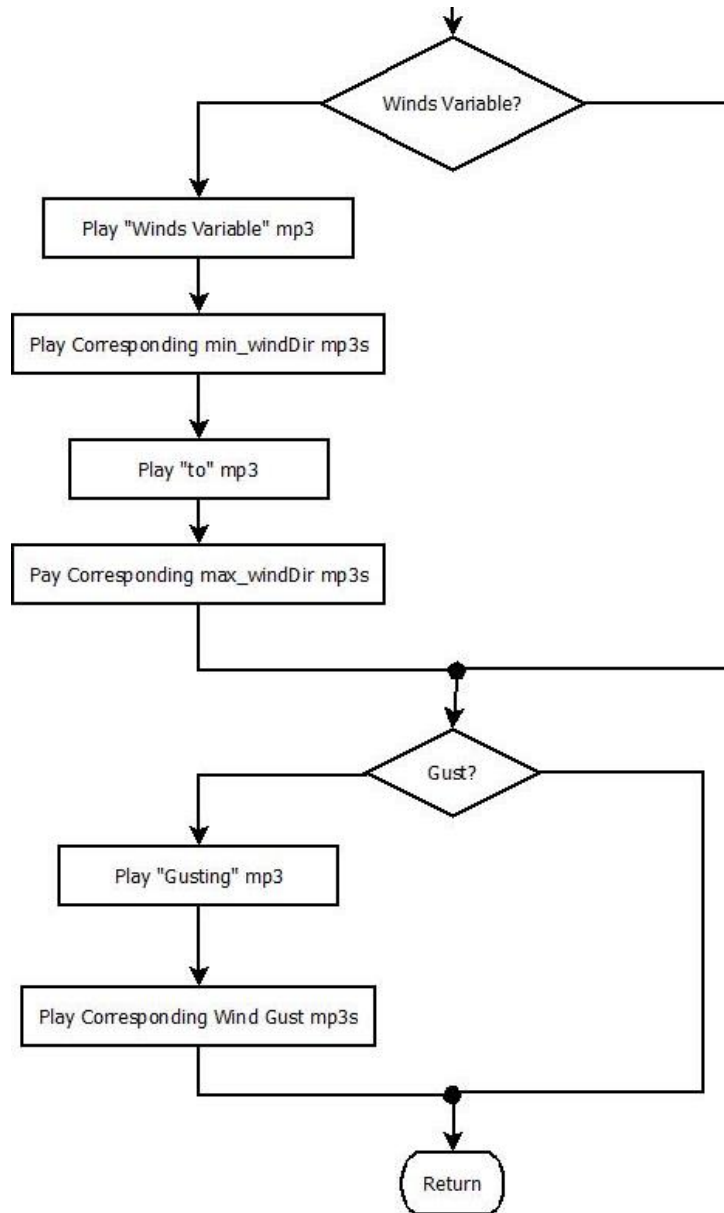 Winds Variable?
Play "Winds Variable" mp3
Play Corresponding min_windDir mp3s
Play "to" mp3
Pay Corresponding max_windDir mp3s
Gust?
Play "Gusting" mp3
Play Corresponding Wind Gust mp3s
Return